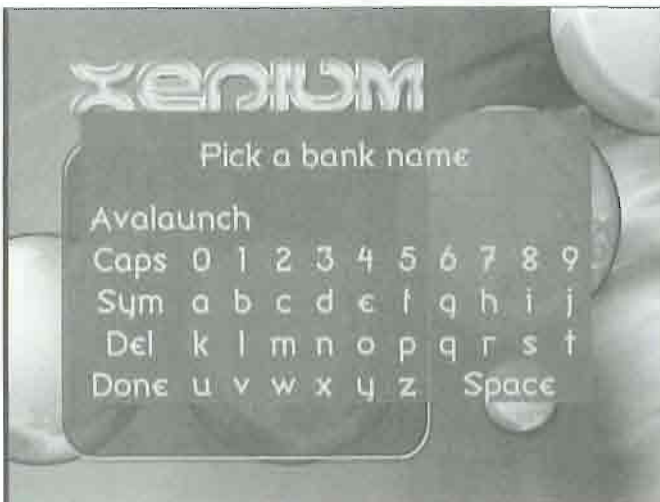 xenium
Pick a bank name
Avalaunch
Caps 0 1 2 3 4 5 6 7 8 9
Sym a b c d e f g h i j
Del k l m n o p q r s t
Done u v w x y z Space